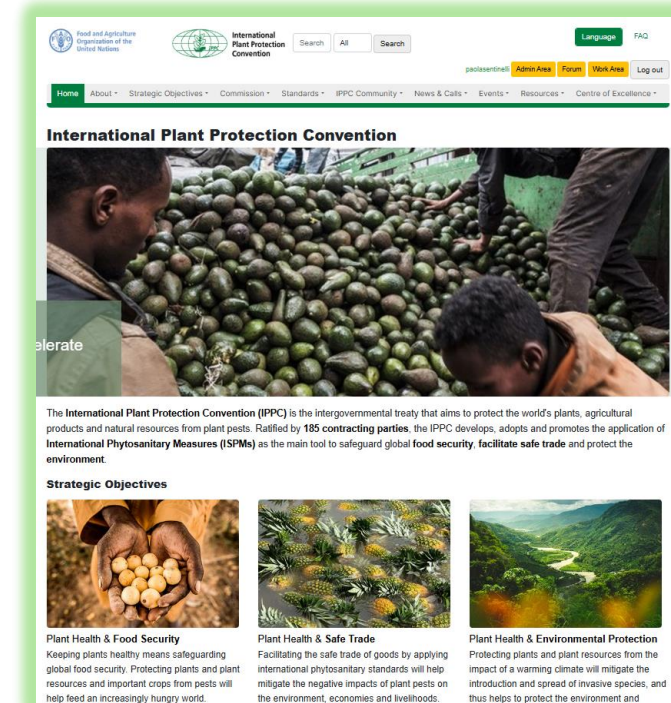 Food and Agriculture
Organization of the
United Nations
IPPC
International
Plant Protection
Convention
Search
All
Search
Language
FAQ
paolasentinelli
Admin Area
Forum
Work Area
Log out
Home About Strategic Objectives Commission Standards IPPC Community News & Calls Events Resources Centre of Excellence
International Plant Protection Convention
elerate
The International Plant Protection Convention (IPPC) is the intergovernmental treaty that aims to protect the world's plants, agricultural
products and natural resources from plant pests. Ratified by 185 contracting parties, the IPPC develops, adopts and promotes the application of
International Phytosanitary Measures (ISPMs) as the main tool to safeguard global food security, facilitate safe trade and protect the
environment.
Strategic Objectives
Plant Health & Food Security
Keeping plants healthy means safeguarding
global food security. Protecting plants and plant
resources and important crops from pests will
help feed an increasingly hungry world.
Plant Health & Safe Trade
Facilitating the safe trade of goods by applying
international phytosanitary standards will help
mitigate the negative impacts of plant pests on
the environment, economies and livelihoods.
Plant Health & Environmental Protection
Protecting plants and plant resources from the
impact of a warming climate will mitigate the
introduction and spread of invasive species, and
thus helps to protect the environment and